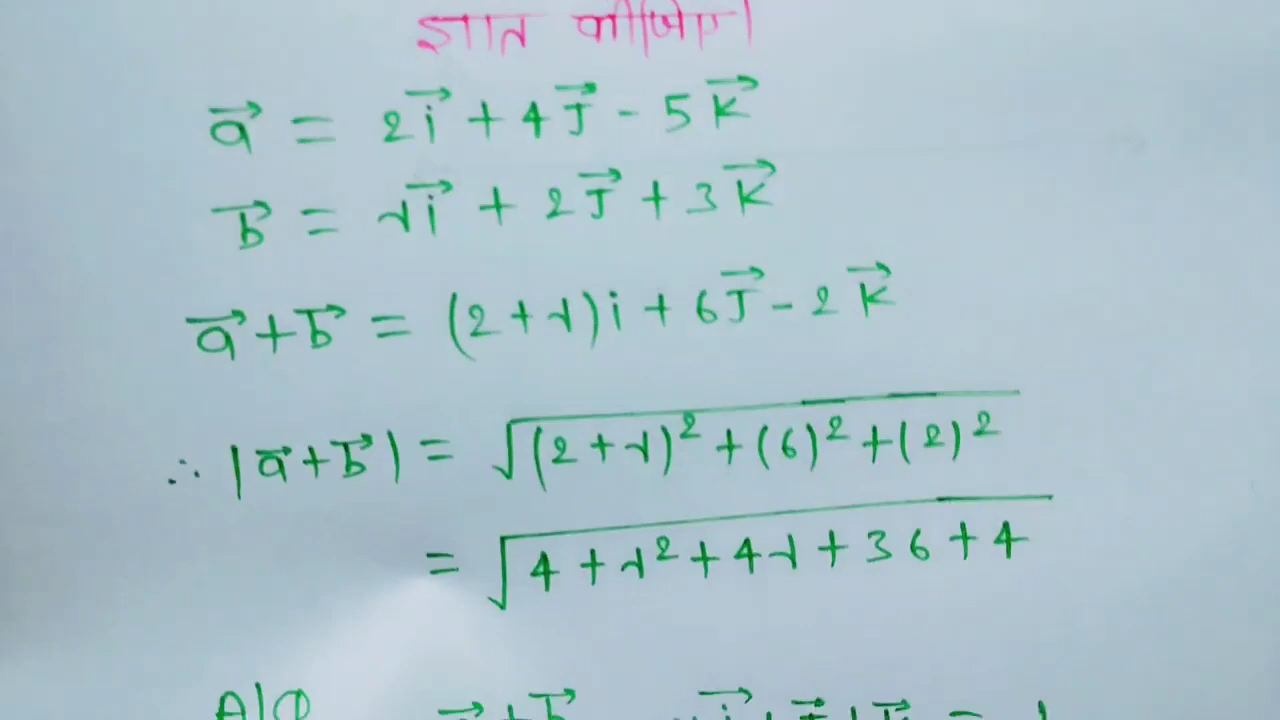 ज्ञात कीजिए।
a⃗ = 2i⃗ + 4J⃗ - 5K⃗
b⃗ = λi⃗ + 2J⃗ + 3K⃗
a⃗+b⃗ = (2+λ)i + 6J⃗ - 2K⃗
∴ |a⃗+b⃗| = √(2+λ)²+(6)²+(2)²
= √4+λ²+4λ+36+4
A/Q